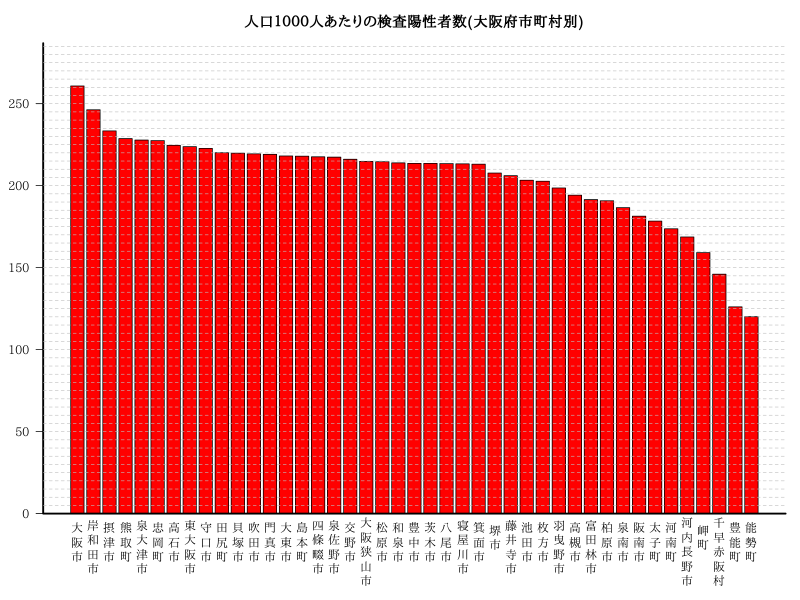 人口1000人あたりの検査陽性者数(大阪府市町村別)
250
200
150
100
50
0
大阪市
岸和田市
摂津市
熊取町
泉大津市
忠岡町
高石市
東大阪市
守口市
田尻町
貝塚市
吹田市
門真市
大東市
島本町
四條畷市
泉佐野市
交野市
大阪狭山市
松原市
和泉市
豊中市
茨木市
八尾市
寝屋川市
箕面市
堺市
藤井寺市
池田市
枚方市
羽曳野市
高槻市
富田林市
柏原市
泉南市
阪南市
太子町
河南町
河内長野市
岬町
千早赤阪村
豊能町
能勢町